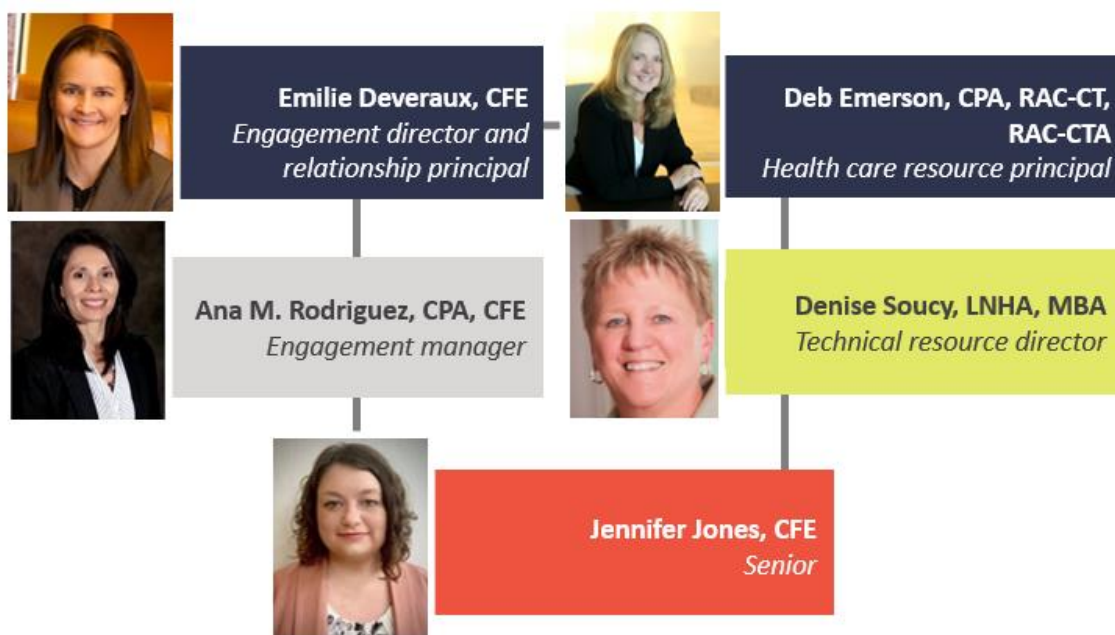 Emilie Deveraux, CFE
Engagement director and
relationship principal
Deb Emerson, CPA, RAC-CT,
RAC-CTA
Health care resource principal
Ana M. Rodriguez, CPA, CFE
Engagement manager
Denise Soucy, LNHA, MBA
Technical resource director
Jennifer Jones, CFE
Senior